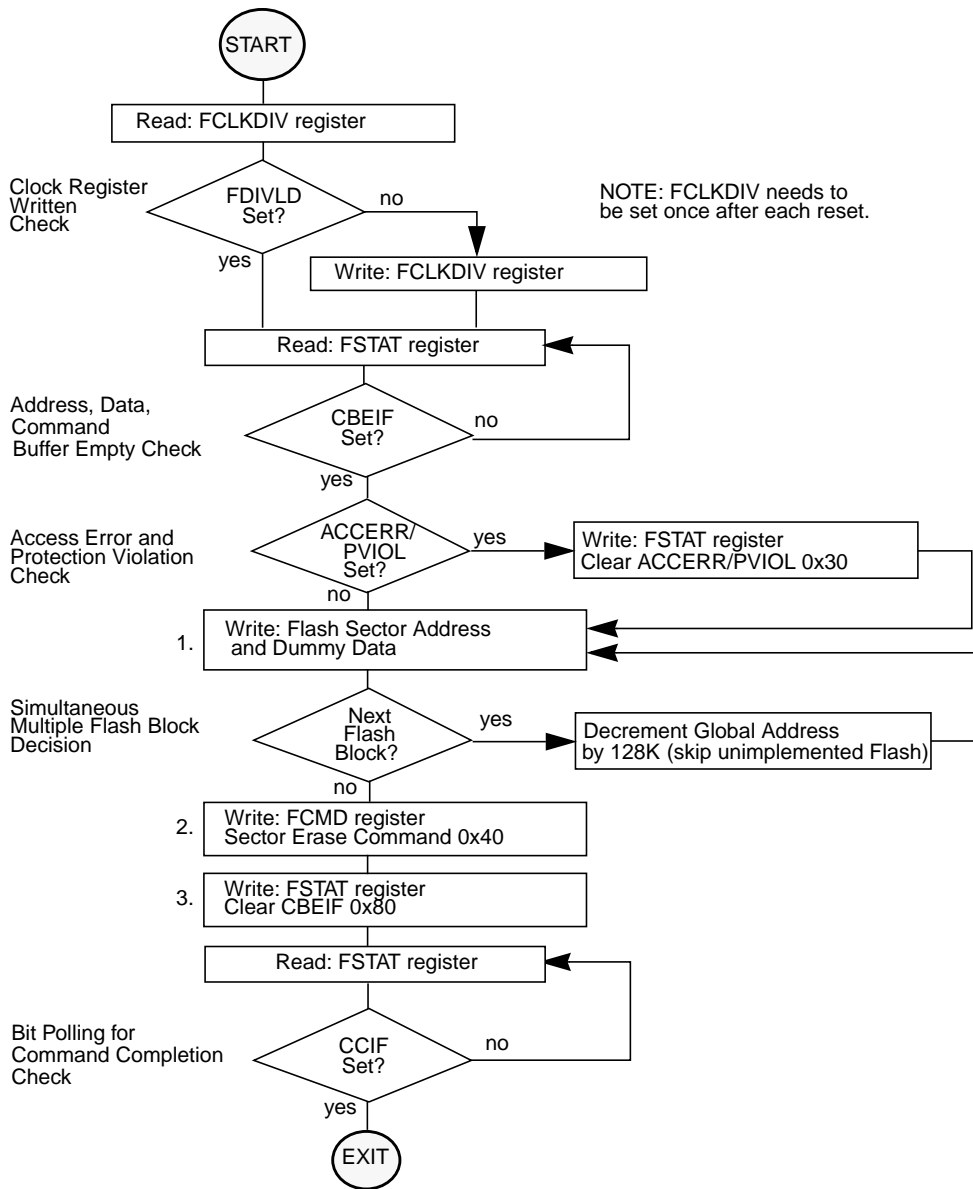 START
Read: FCLKDIV register
Clock Register
Written
Check
FDIVLD
Set?
no
NOTE: FCLKDIV needs to
be set once after each reset.
yes
Write: FCLKDIV register
Read: FSTAT register
Address, Data,
Command
Buffer Empty Check
CBEIF
Set?
no
yes
Access Error and
Protection Violation
Check
ACCERR/
PVIOL
Set?
yes
Write: FSTAT register
Clear ACCERR/PVIOL 0x30
no
1.
Write: Flash Sector Address
and Dummy Data
Simultaneous
Multiple Flash Block
Decision
Next
Flash
Block?
yes
Decrement Global Address
by 128K (skip unimplemented Flash)
no
2.
Write: FCMD register
Sector Erase Command 0x40
3.
Write: FSTAT register
Clear CBEIF 0x80
Read: FSTAT register
Bit Polling for
Command Completion
Check
CCIF
Set?
no
yes
EXIT